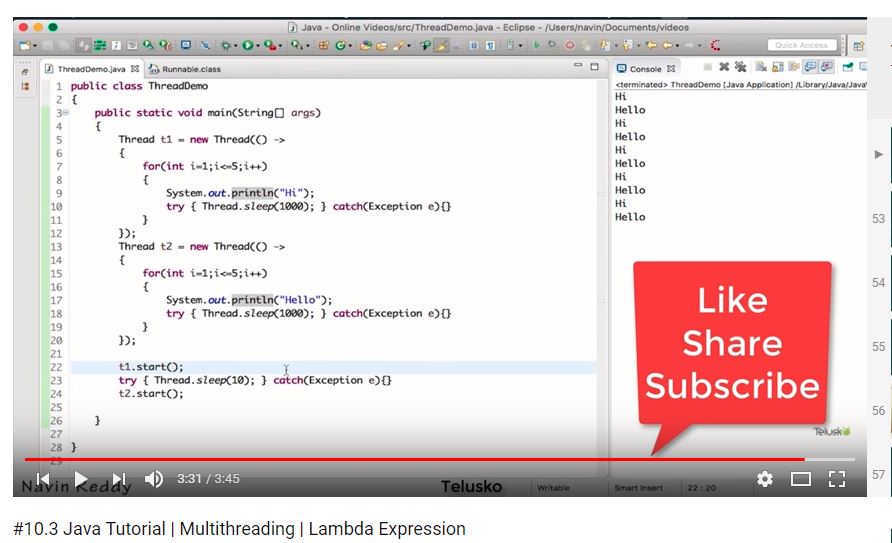 Java - Online Videos/src/ThreadDemo.java - Eclipse - /Users/navin/Documents/videos
Quick Access
ThreadDemo.java
Runnable.class
1 public class ThreadDemo
2 {
3 public static void main(String[] args)
4 {
5 Thread t1 = new Thread(() ->
6 {
7 for(int i=1;i<=5;i++)
8 {
9 System.out.println("Hi");
10 try { Thread.sleep(1000); } catch(Exception e){}
11 }
12 });
13 Thread t2 = new Thread(() ->
14 {
15 for(int i=1;i<=5;i++)
16 {
17 System.out.println("Hello");
18 try { Thread.sleep(1000); } catch(Exception e){}
19 }
20 });
21
22 t1.start();
23 try { Thread.sleep(10); } catch(Exception e){}
24 t2.start();
25
26 }
27
28 }
29
Console
<terminated> ThreadDemo [Java Application] /Library/Java/Java
Hi
Hello
Hi
Hello
Hi
Hello
Hi
Hello
Hi
Hello
Like
Share
Subscribe
Telusko
53
54
55
56
57
3:31 / 3:45
Navin Reddy
Telusko
Writable
Smart Insert
22 : 20
#10.3 Java Tutorial | Multithreading | Lambda Expression